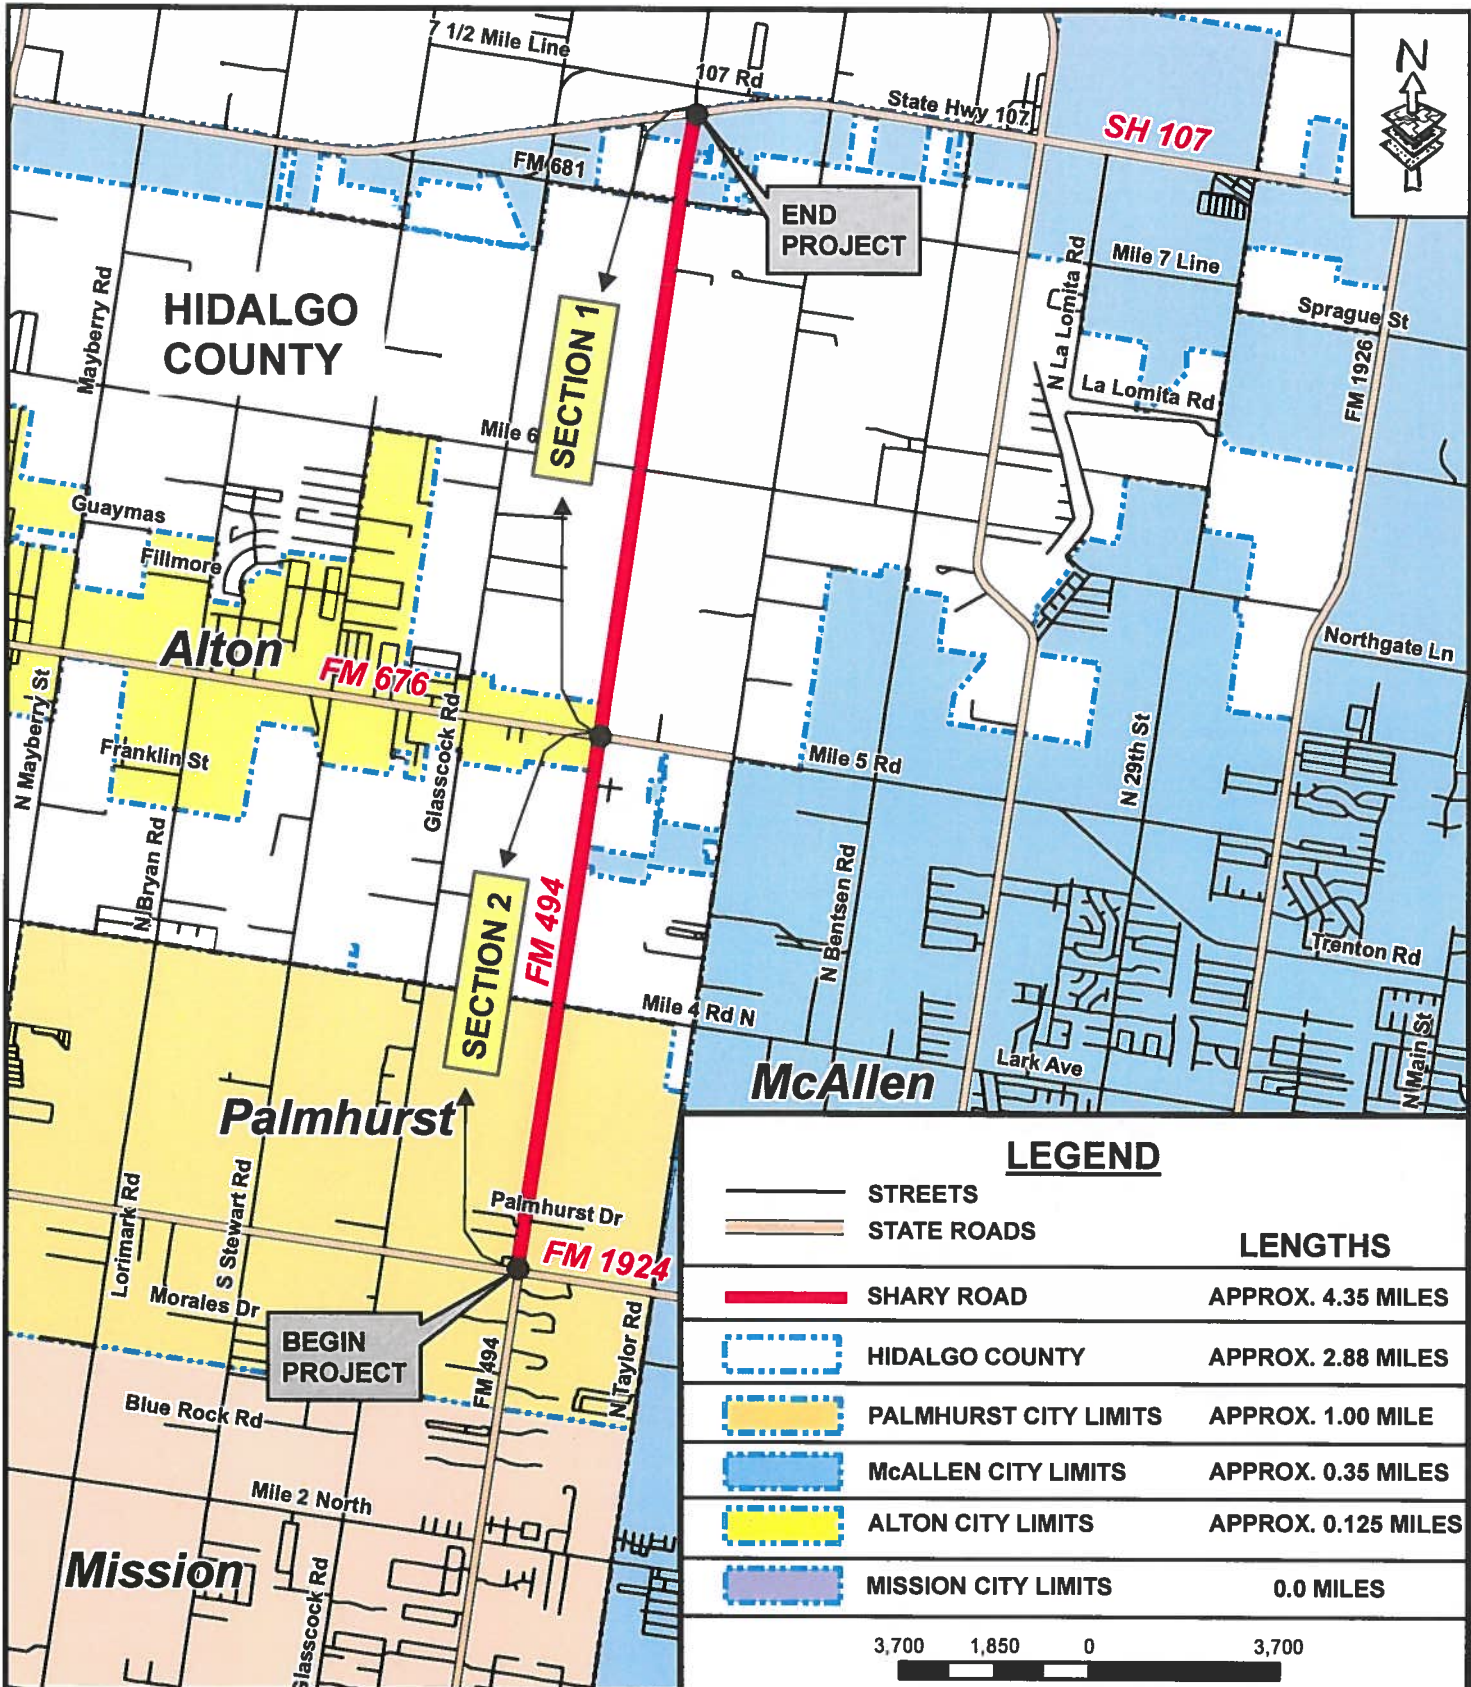 7 1/2 Mile Line
107 Rd
State Hwy 107
SH 107
N
FM 681
END
PROJECT
Mile 7 Line
N La Lomita Rd
Sprague St
Mayberry Rd
HIDALGO
COUNTY
SECTION 1
FM 1926
La Lomita Rd
Mile 6
Guaymas
Fillmore
Alton
FM 676
Northgate Ln
N Mayberry St
Franklin St
Glasscock Rd
Mile 5 Rd
N 29th St
N Bryan Rd
N Bentsen Rd
SECTION 2
FM 494
Trenton Rd
Mile 4 Rd N
Lark Ave
N Main St
McAllen
Palmhurst
Palmhurst Dr
FM 1924
Lorimark Rd
S Stewart Rd
Morales Dr
BEGIN
PROJECT
FM 494
N Taylor Rd
Blue Rock Rd
Mile 2 North
Mission
Glasscock Rd
LEGEND
STREETS
STATE ROADS
LENGTHS
SHARY ROAD APPROX. 4.35 MILES
HIDALGO COUNTY APPROX. 2.88 MILES
PALMHURST CITY LIMITS APPROX. 1.00 MILE
McALLEN CITY LIMITS APPROX. 0.35 MILES
ALTON CITY LIMITS APPROX. 0.125 MILES
MISSION CITY LIMITS 0.0 MILES
3,700 1,850 0 3,700